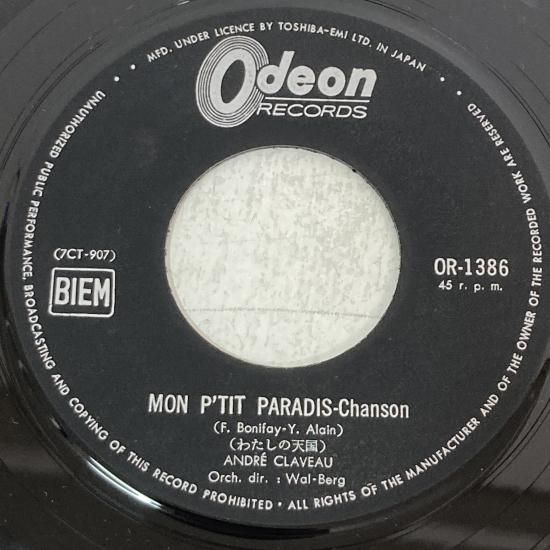 MFD. UNDER LICENCE BY TOSHIBA-EMI LTD. IN JAPAN
Odeon
RECORDS
(7CT-907)
BIEM
OR-1386
45 r. p. m.
MON P'TIT PARADIS-Chanson
(F. Bonifay-Y. Alain)
(わたしの天国)
ANDRÉ CLAVEAU
Orch. dir. : Wal-Berg
UNAUTHORIZED PUBLIC PERFORMANCE, BROADCASTING AND COPYING OF THIS RECORD PROHIBITED • ALL RIGHTS OF THE MANUFACTURER AND OF THE OWNER OF THE RECORDED WORK ARE RESERVED